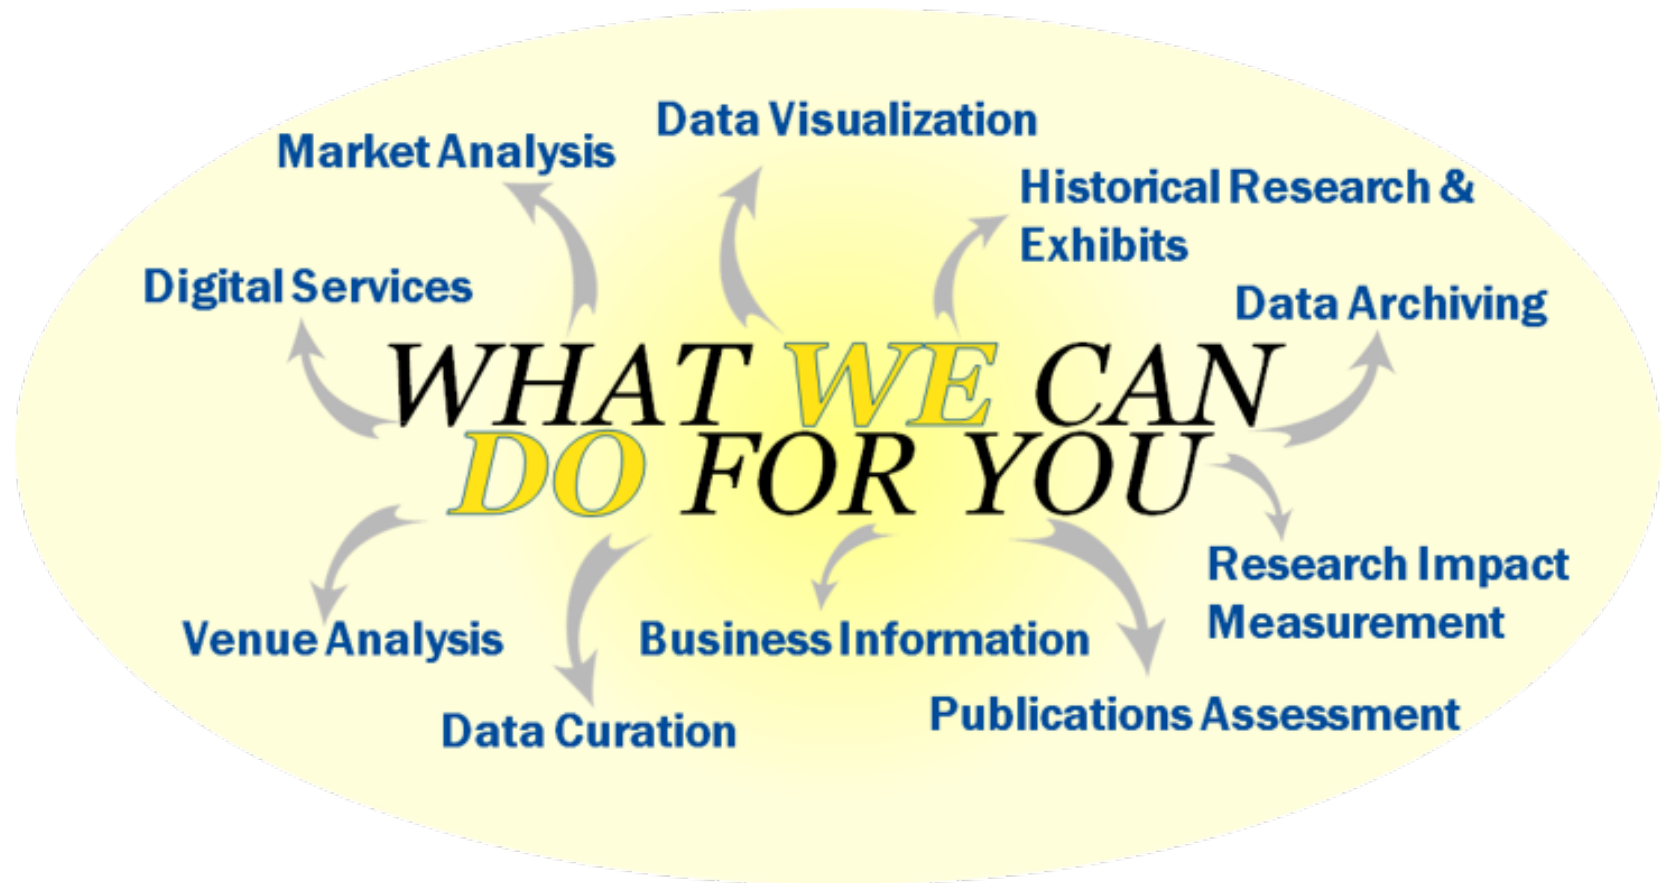 Data Visualization
Market Analysis
Historical Research &
Exhibits
Digital Services
Data Archiving
WHAT WE CAN
DO FOR YOU
Research Impact
Measurement
Venue Analysis
Business Information
Data Curation
Publications Assessment